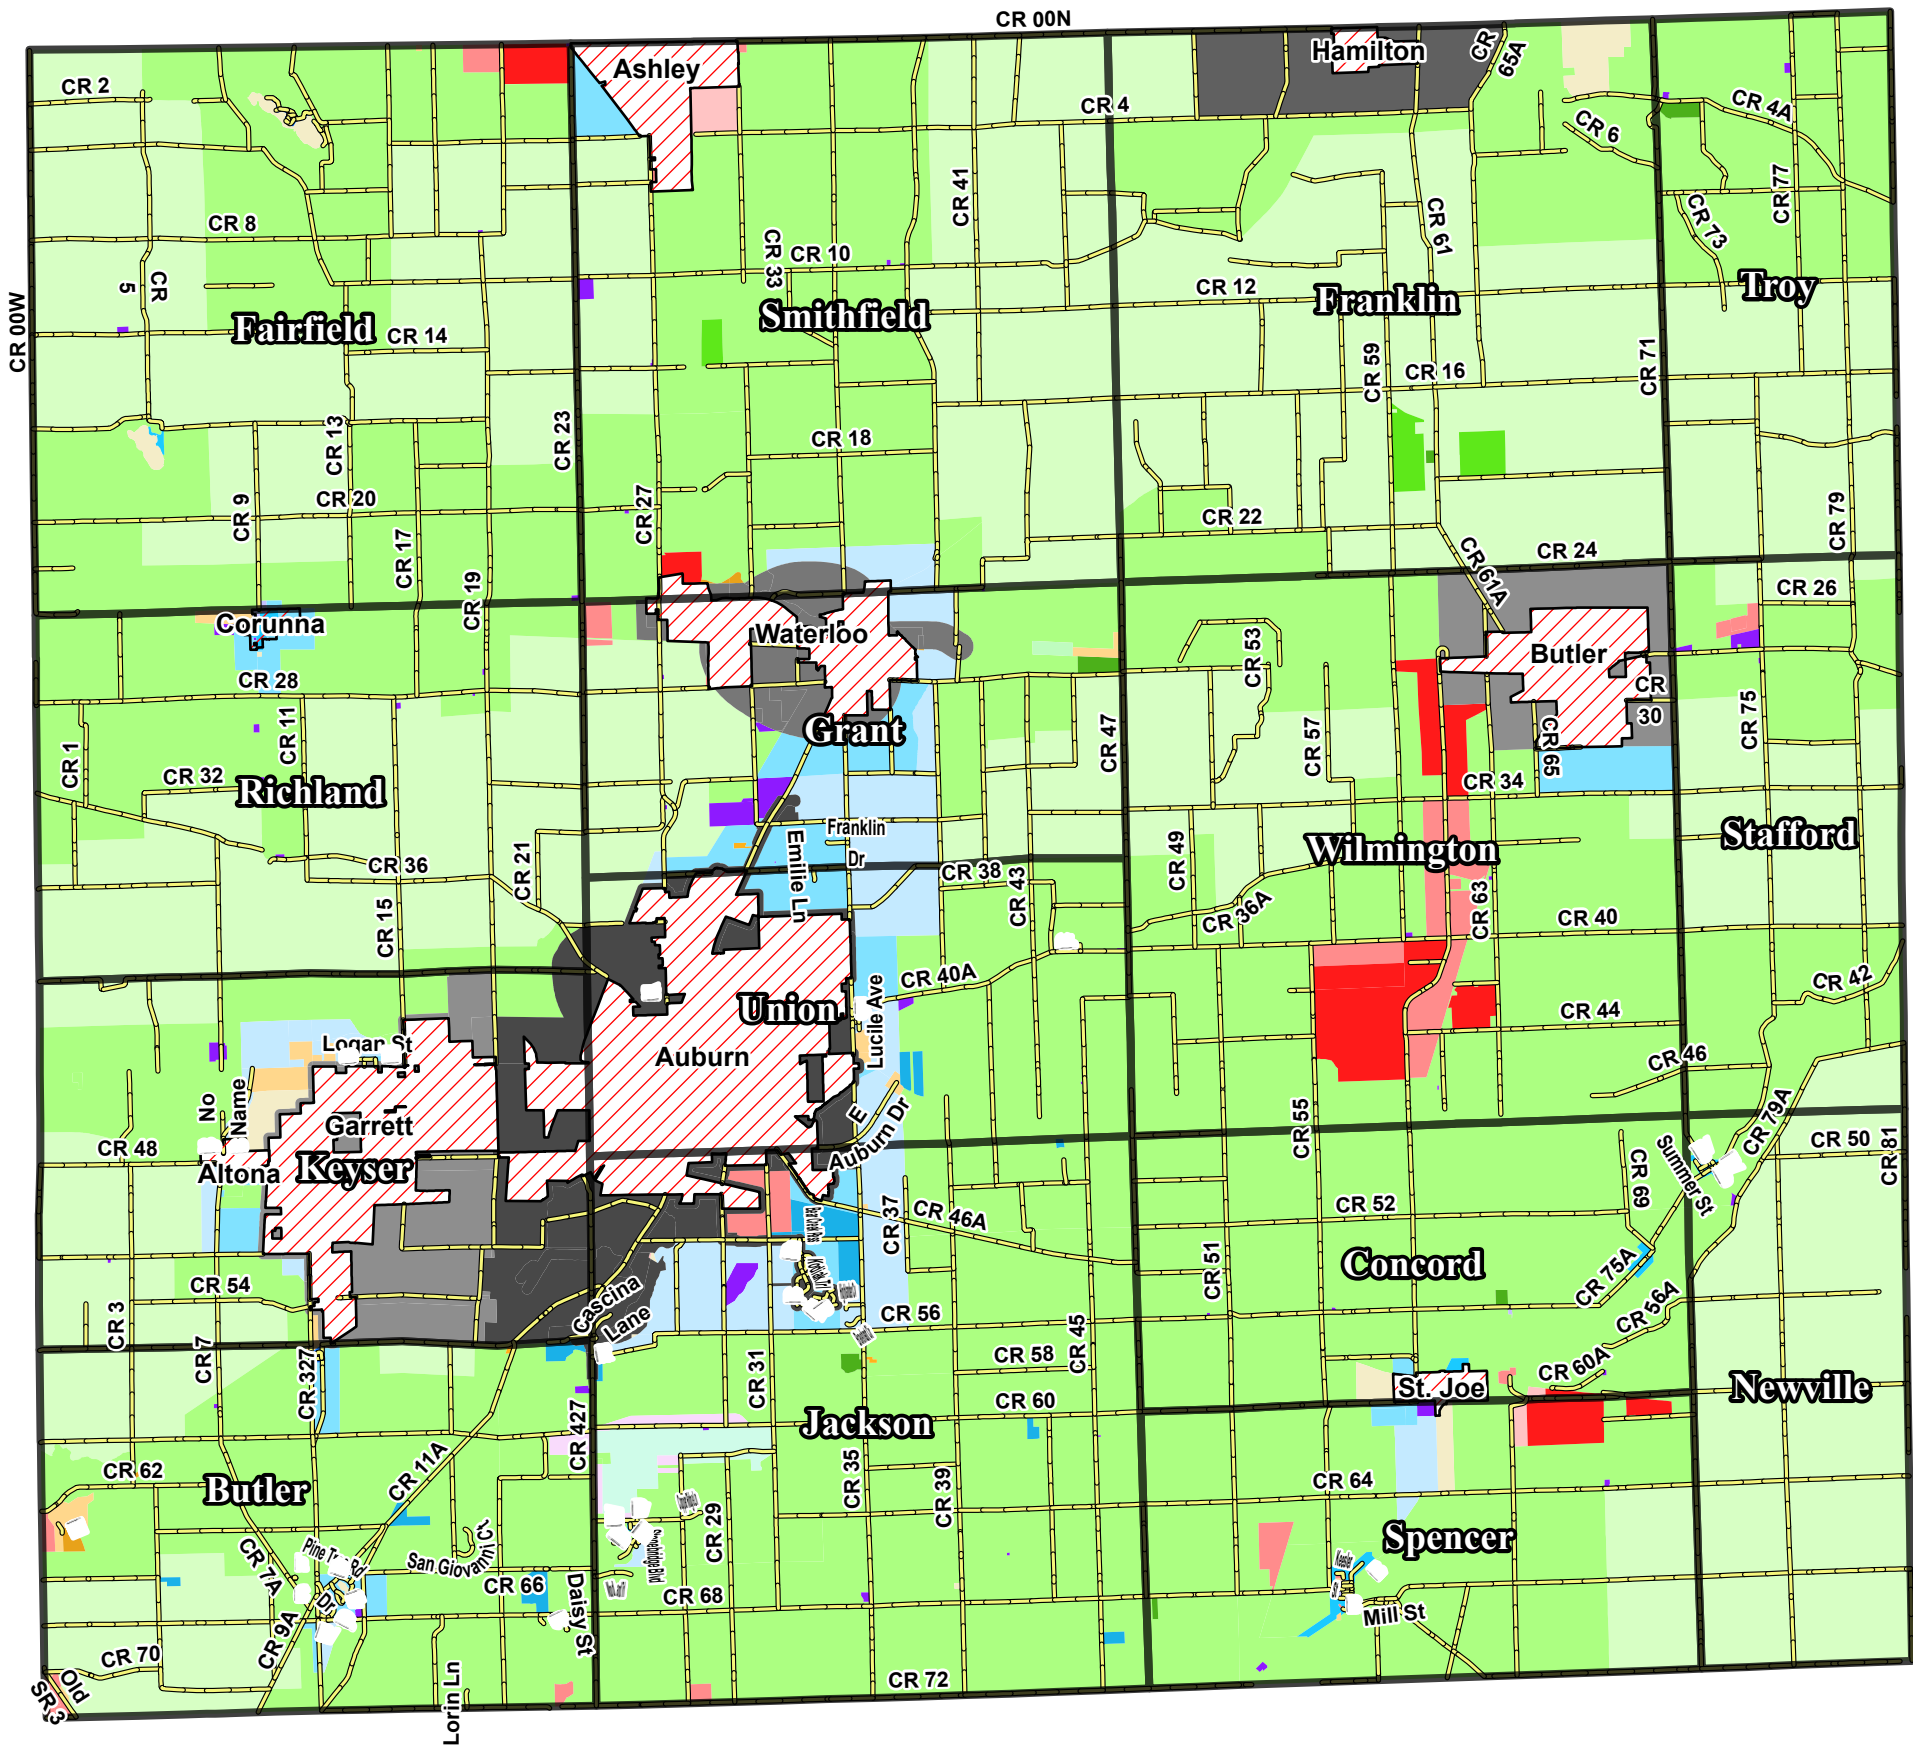 CR 00N
Hamilton
CR
65A
Ashley
CR 2
CR 4
CR 4A
CR 6
CR 41
CR 77
CR 8
CR 61
CR 73
CR 33
CR 10
CR
5
CR 12
Troy
Franklin
Smithfield
Fairfield
CR 00W
CR 14
CR 59
CR 16
CR 71
CR 13
CR 23
CR 18
CR 9
CR 20
CR 27
CR 22
CR 79
CR 17
CR 24
CR 61A
CR 19
CR 26
Corunna
Waterloo
CR 53
Butler
CR 28
CR
30
Grant
CR 11
CR 1
CR 47
CR 57
CR 65
CR 75
CR 32
Richland
CR 34
Franklin
Dr
Emilie Ln
Wilmington
Stafford
CR 49
CR 36
CR 21
CR 38
CR 43
CR 36A
CR 63
CR 40
CR 15
CR 40A
CR 42
Union
Lucile Ave
CR 44
Logan St
Auburn
CR 46
No
Name
Garrett
E
Auburn Dr
CR 55
CR 79A
CR 48
CR 50
CR 81
Altona
Keyser
CR 69
Summer St
CR 37
CR 46A
CR 52
CR 51
Concord
CR 75A
CR 54
Cascina
Lane
CR 56
CR 56A
CR 3
CR 7
CR 45
CR 31
CR 58
CR 60A
CR 327
St. Joe
Newville
CR 60
Jackson
CR 427
CR 62
CR 11A
CR 35
CR 39
CR 64
Butler
CR 29
Spencer
Pine T
Rd
San Giovanni Ct
CR 7A
CR 66
Daisy St
CR 68
Kessler
Dr
Mill St
CR 9A
CR 70
Old
SR 3
Lorin Ln
CR 72